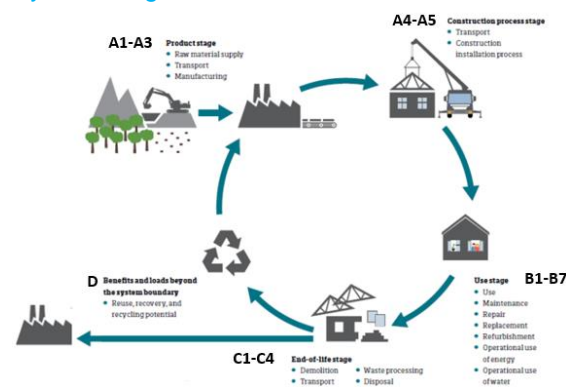 A1-A3
Product stage
• Raw material supply
• Transport
• Manufacturing
A4-A5
Construction process stage
• Transport
• Construction
installation process
B1-B7
Use stage
• Use
• Maintenance
• Repair
• Replacement
• Refurbishment
• Operational use
of energy
• Operational use
of water
C1-C4
End-of-life stage
• Demolition
• Transport
• Waste processing
• Disposal
D
Benefits and loads beyond
the system boundary
• Reuse, recovery, and
recycling potential